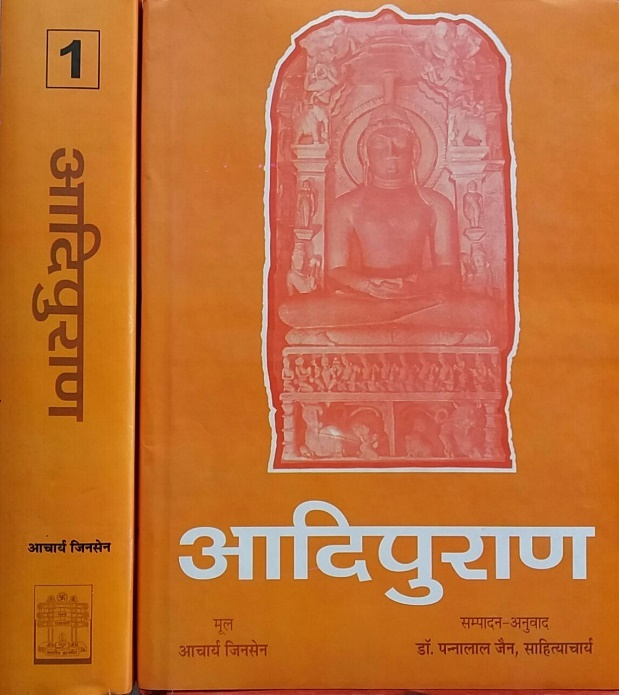 1
आदिपुराण
आचार्य जिनसेन
आदिपुराण
मूल
आचार्य जिनसेन
सम्पादन-अनुवाद
डॉ. पन्नालाल जैन, साहित्याचार्य